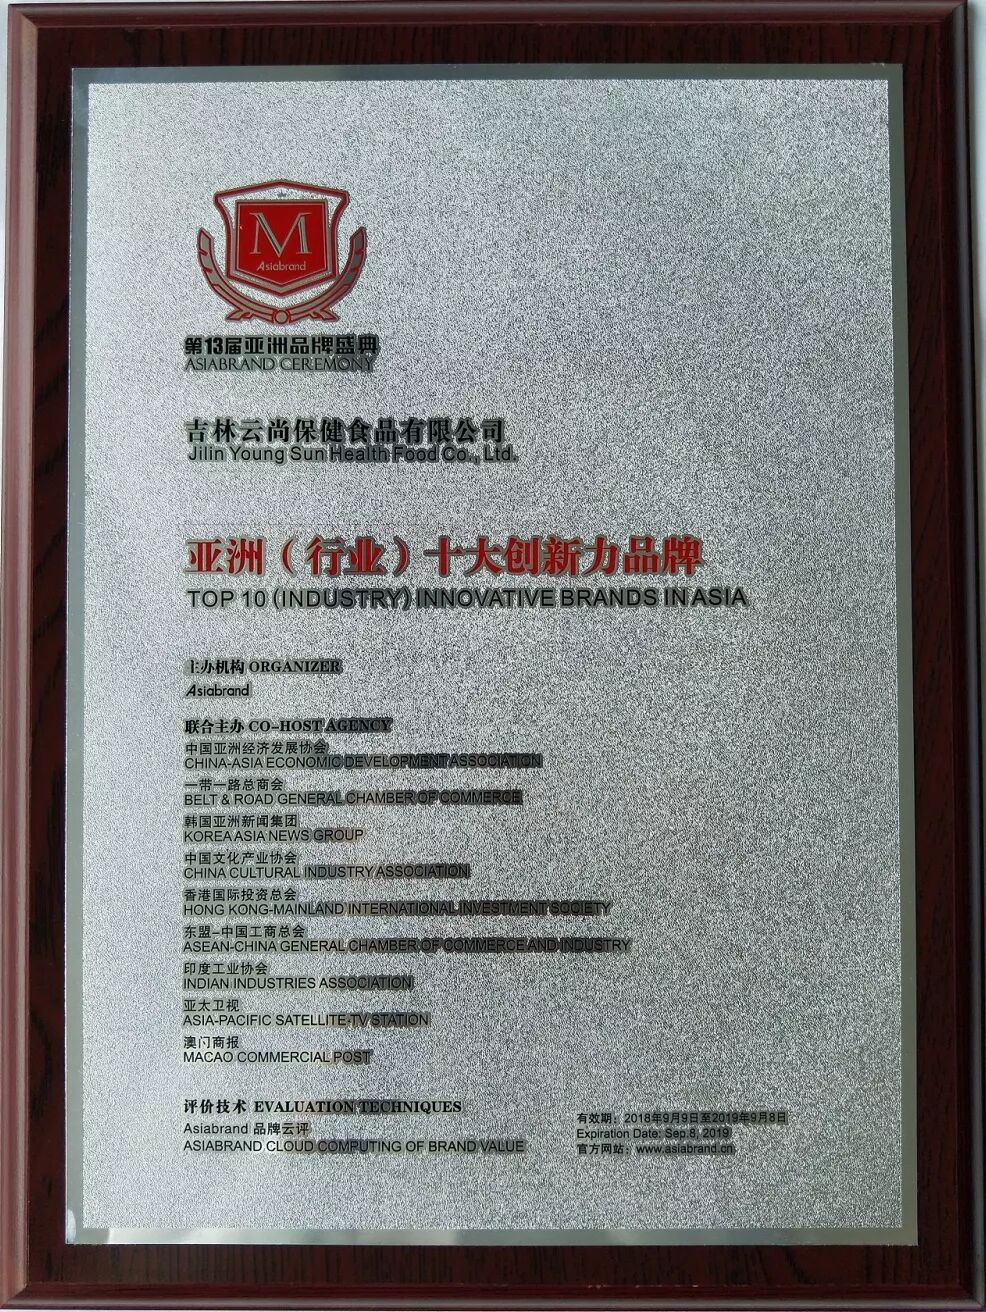 M
Asiabrand
第13届亚洲品牌盛典
ASIABRAND CEREMONY
吉林云尚保健食品有限公司
Jilin Young Sun Health Food Co., Ltd.
亚洲（行业）十大创新力品牌
TOP 10 (INDUSTRY) INNOVATIVE BRANDS IN ASIA
主办机构 ORGANIZER
Asiabrand
联合主办 CO-HOST AGENCY
中国亚洲经济发展协会
CHINA-ASIA ECONOMIC DEVELOPMENT ASSOCIATION
一带一路总商会
BELT & ROAD GENERAL CHAMBER OF COMMERCE
韩国亚洲新闻集团
KOREA ASIA NEWS GROUP
中国文化产业协会
CHINA CULTURAL INDUSTRY ASSOCIATION
香港国际投资总会
HONG KONG-MAINLAND INTERNATIONAL INVESTMENT SOCIETY
东盟-中国工商总会
ASEAN-CHINA GENERAL CHAMBER OF COMMERCE AND INDUSTRY
印度工业协会
INDIAN INDUSTRIES ASSOCIATION
亚太卫视
ASIA-PACIFIC SATELLITE TV STATION
澳门商报
MACAO COMMERCIAL POST
评价技术 EVALUATION TECHNIQUES
Asiabrand 品牌云评
ASIABRAND CLOUD COMPUTING OF BRAND VALUE
有效期：2018年9月9日至2019年9月8日
Expiration Date: Sep.8, 2019
官方网站：www.asiabrand.cn